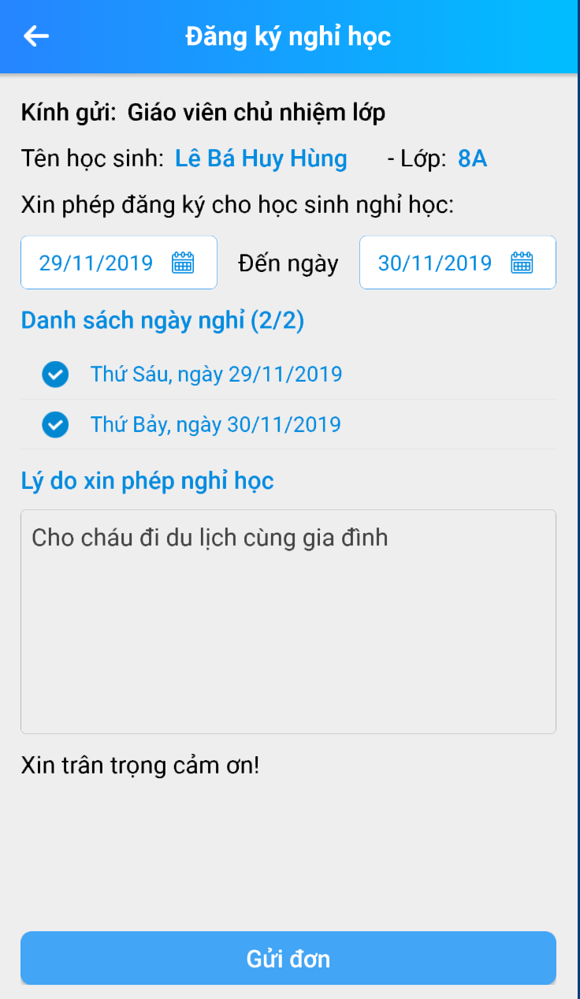 Đăng ký nghỉ học
Kính gửi: Giáo viên chủ nhiệm lớp
Tên học sinh: Lê Bá Huy Hùng - Lớp: 8A
Xin phép đăng ký cho học sinh nghỉ học:
29/11/2019 Đến ngày 30/11/2019
Danh sách ngày nghỉ (2/2)
Thứ Sáu, ngày 29/11/2019
Thứ Bảy, ngày 30/11/2019
Lý do xin phép nghỉ học
Cho cháu đi du lịch cùng gia đình
Xin trân trọng cảm ơn!
Gửi đơn